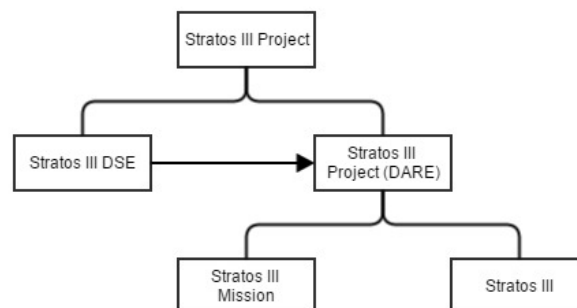 Stratos III Project
Stratos III DSE
Stratos III
Project (DARE)
Stratos III
Mission
Stratos III